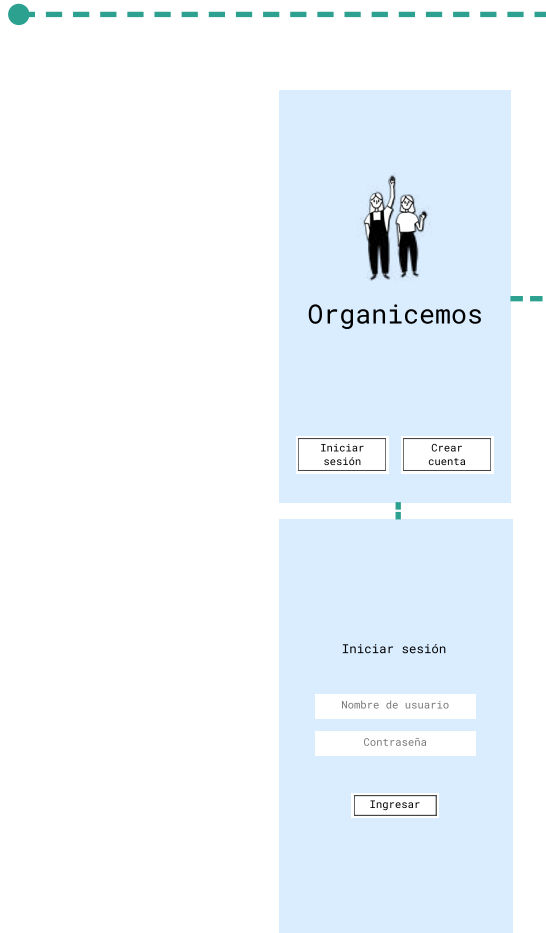 Organicemos
Iniciar
sesión
Crear
cuenta
Iniciar sesión
Nombre de usuario
Contraseña
Ingresar